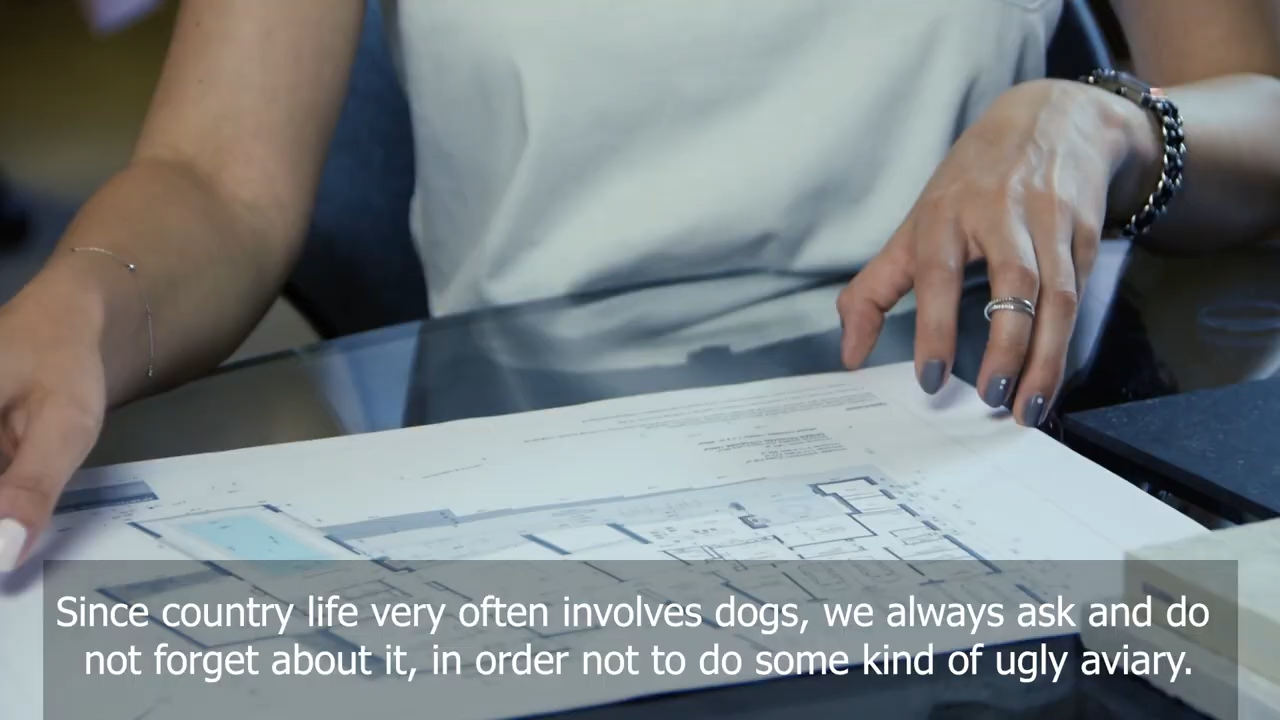 Since country life very often involves dogs, we always ask and do
not forget about it, in order not to do some kind of ugly aviary.